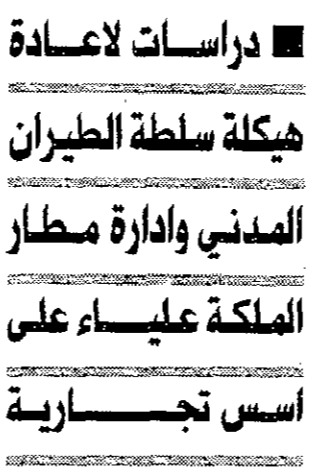 ■ دراسات لاعادة
هيكلة سلطة الطيران
المدني وادارة مطار
الملكة علياء على
اسس تجارية